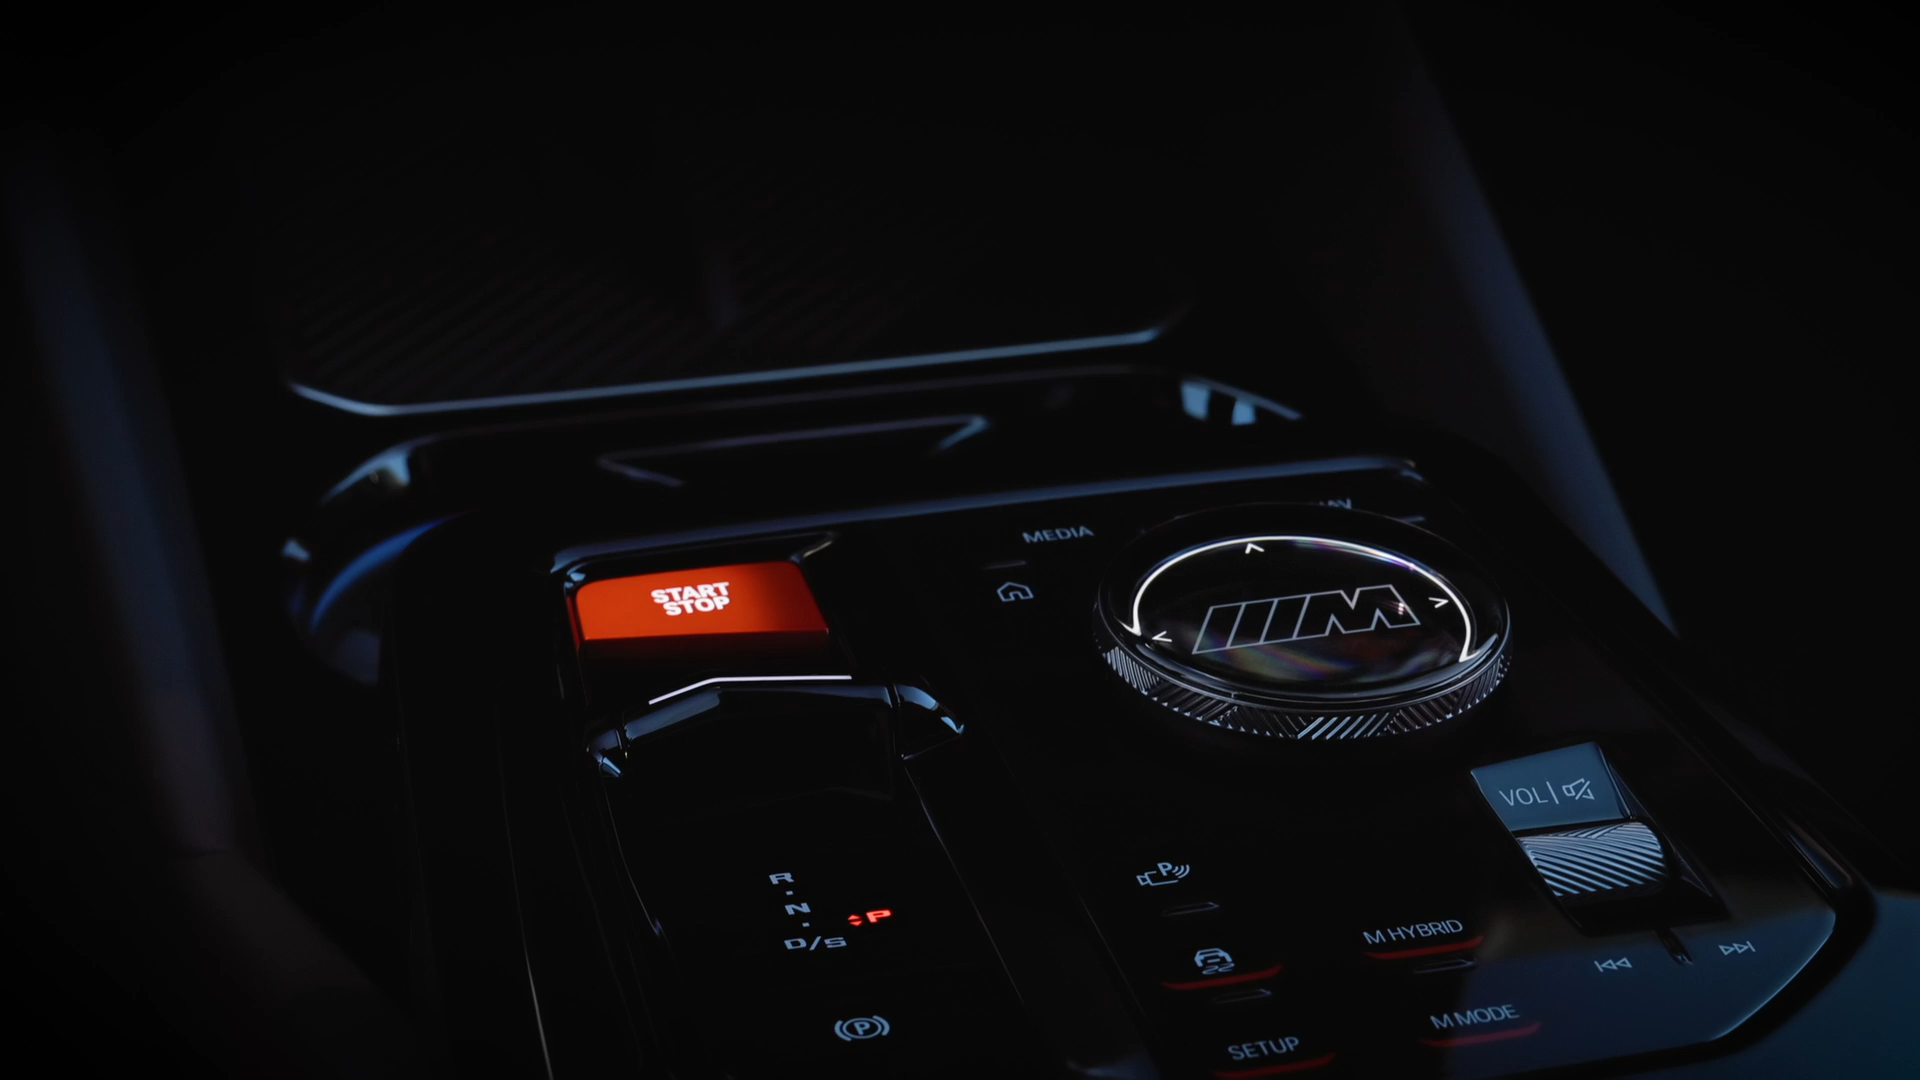 MEDIA
START
STOP
M
VOL
R
N
P
D/S
P
M HYBRID
P
M MODE
SETUP